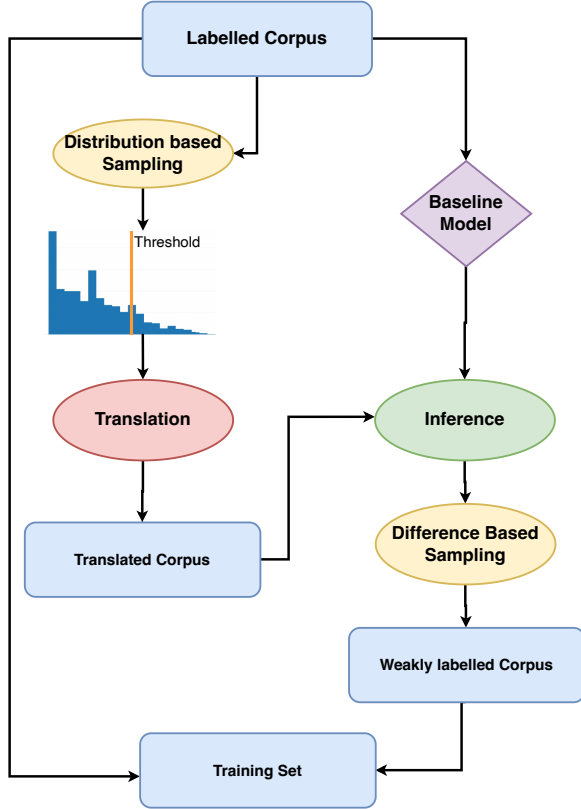 Labelled Corpus
Distribution based
Sampling
Threshold
Baseline
Model
Translation
Inference
Translated Corpus
Difference Based
Sampling
Weakly labelled Corpus
Training Set